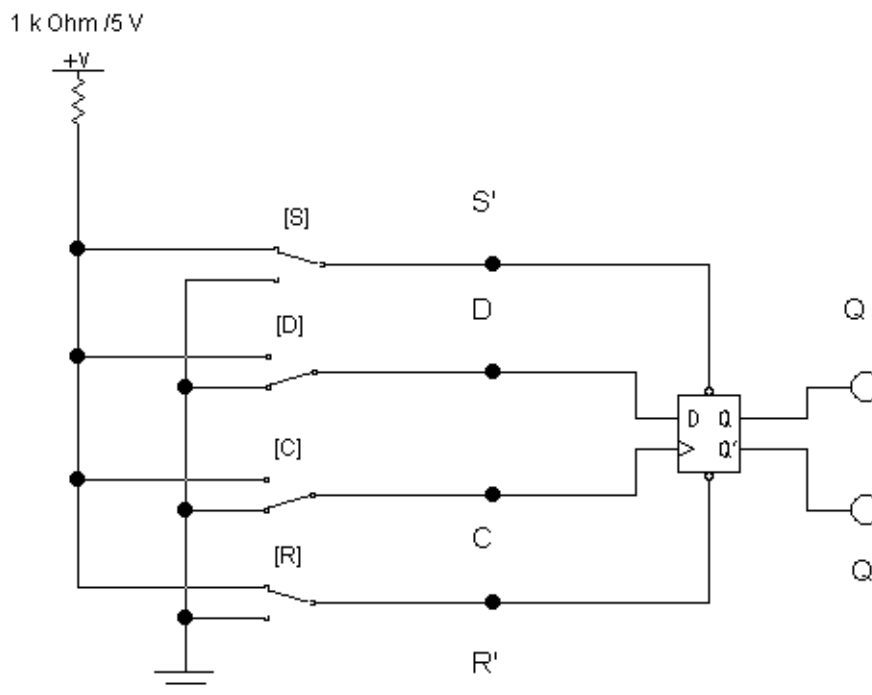 1 k Ohm /5 V
+V
S'
[S]
D
Q
[D]
D Q
Q'
[C]
C
[R]
Q
R'